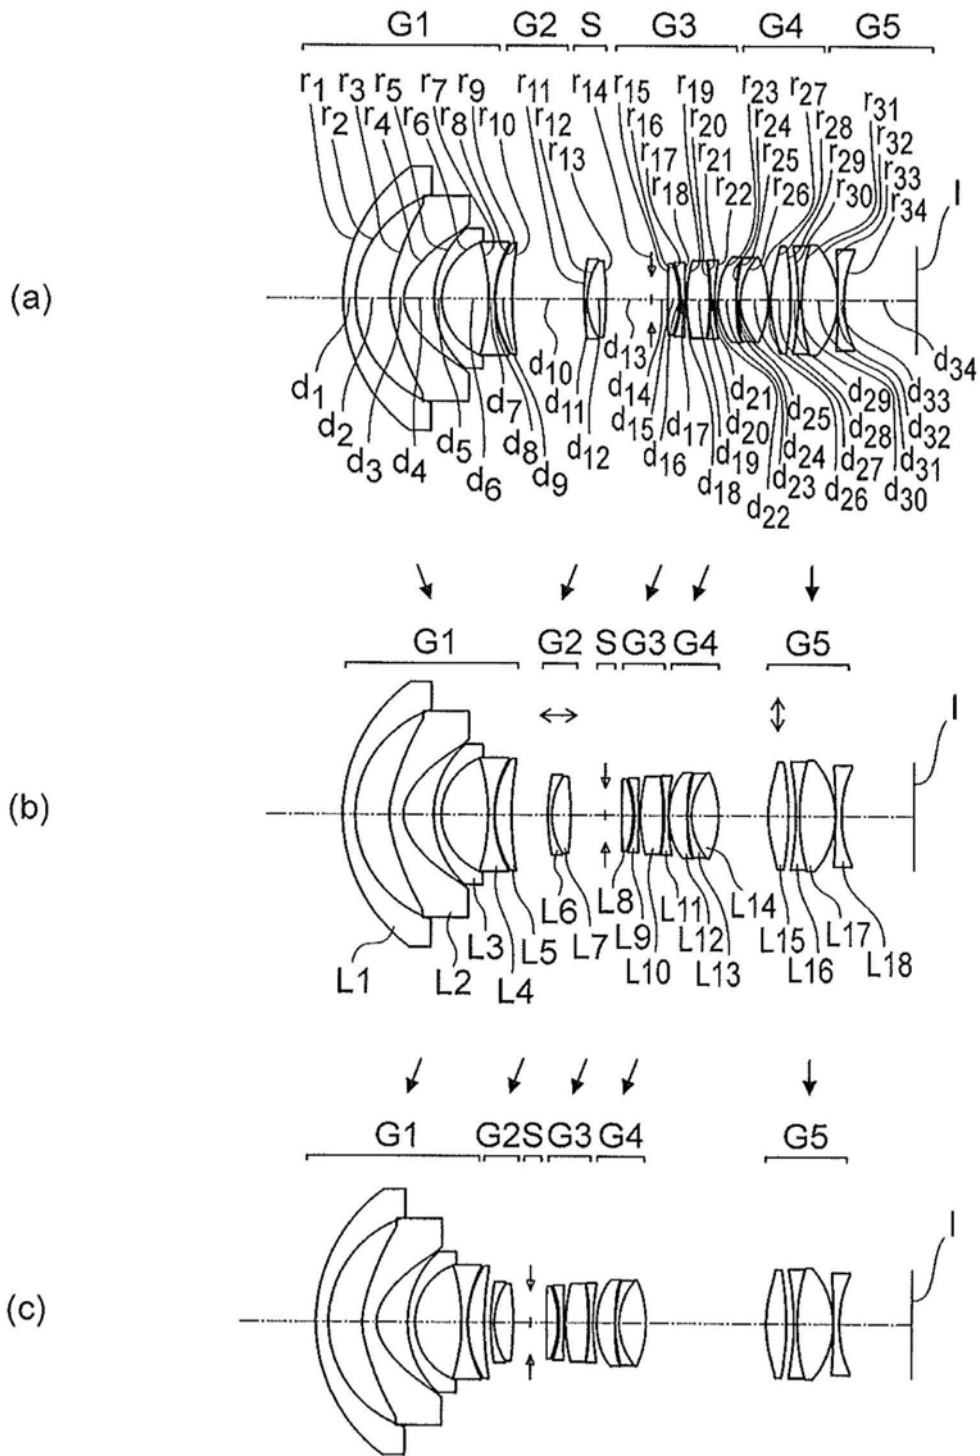 G1 G2 S G3 G4 G5
r1 r2 r3 r4 r5 r6 r7 r8 r9 r10 r11 r12 r13 r14 r15 r16 r17 r18 r19 r20 r21 r22 r23 r24 r25 r26 r27 r28 r29 r30 r31 r32 r33 r34 I
(a)
d1 d2 d3 d4 d5 d6 d7 d8 d9 d10 d11 d12 d13 d14 d15 d16 d17 d18 d19 d20 d21 d22 d23 d24 d25 d26 d27 d28 d29 d30 d31 d32 d33 d34
G1 G2 S G3 G4 G5
I
(b)
L1 L2 L3 L4 L5 L6 L7 L8 L9 L10 L11 L12 L13 L14 L15 L16 L17 L18
G1 G2 S G3 G4 G5
I
(c)